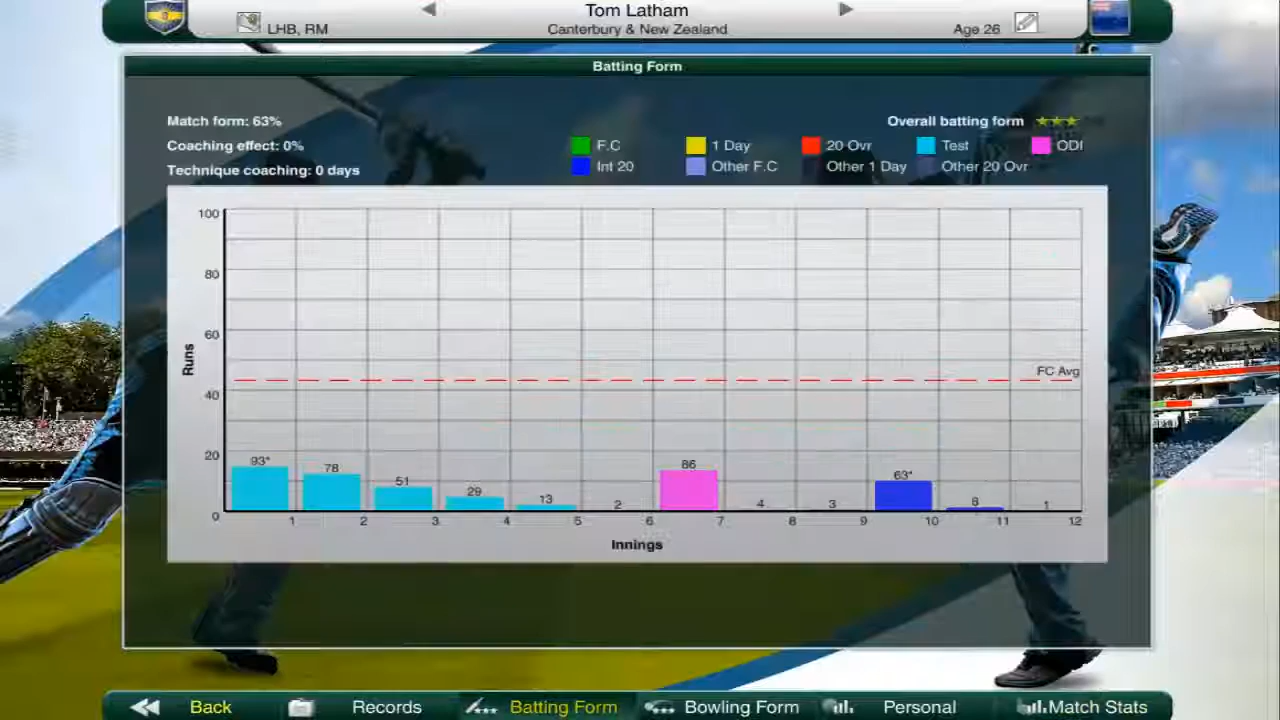 Tom Latham
LHB, RM
Canterbury & New Zealand
Age 26
Batting Form
Match form: 63%
Overall batting form
Coaching effect: 0%
F.C 1 Day 20 Ovr Test ODI
Technique coaching: 0 days
Int 20 Other F.C Other 1 Day Other 20 Ovr
100
80
60
40
20
0
Runs
FC Avg
93* 78 51 29 13 2 86 4 3 63* 8 1
1 2 3 4 5 6 7 8 9 10 11 12
Innings
Back Records Batting Form Bowling Form Personal Match Stats